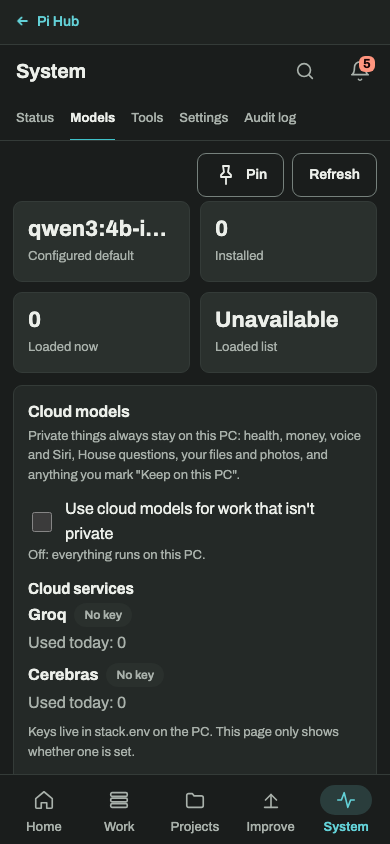 Pi Hub
System
5
Status Models Tools Settings Audit log
Pin Refresh
qwen3:4b-i...
Configured default
0
Installed
0
Loaded now
Unavailable
Loaded list
Cloud models
Private things always stay on this PC: health, money, voice
and Siri, House questions, your files and photos, and
anything you mark "Keep on this PC".
Use cloud models for work that isn't
private
Off: everything runs on this PC.
Cloud services
Groq No key
Used today: 0
Cerebras No key
Used today: 0
Keys live in stack.env on the PC. This page only shows
whether one is set.
Home Work Projects Improve System